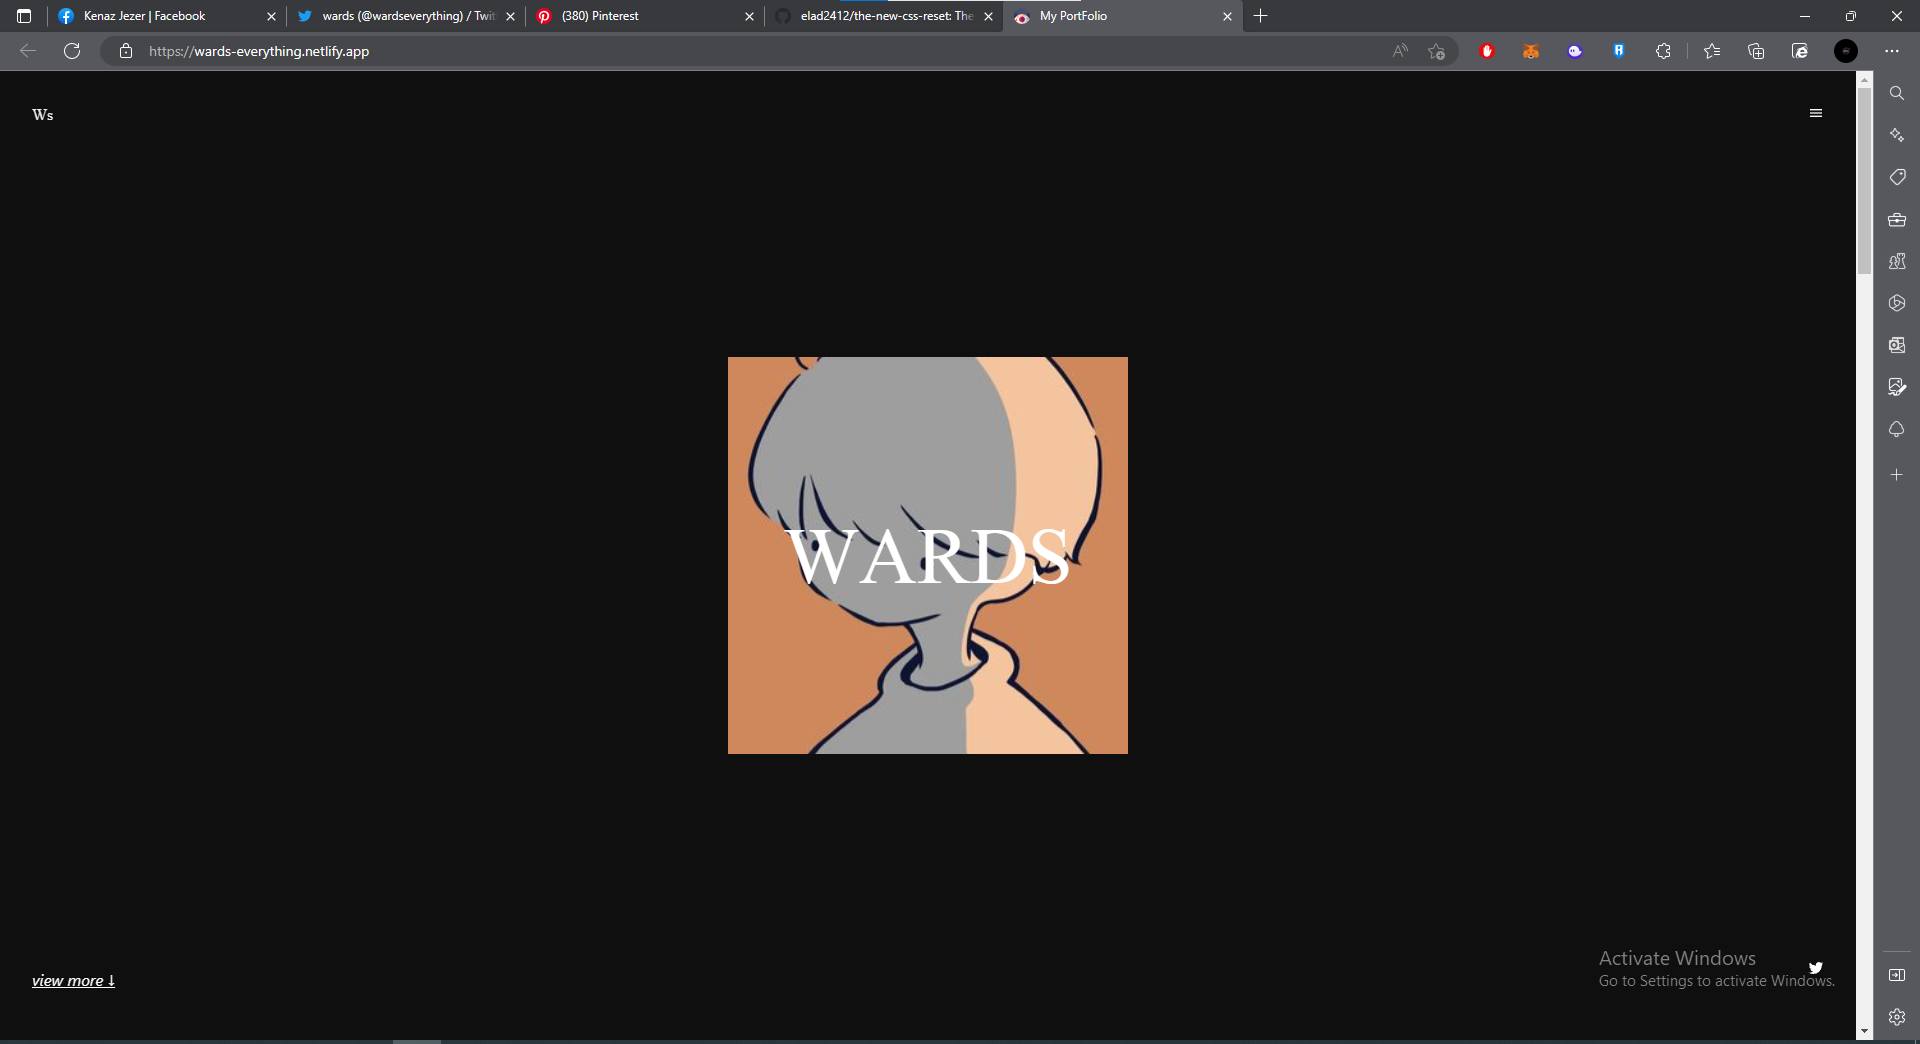 Kenaz Jezer | Facebook
wards (@wardseverything) / Twit
(380) Pinterest
elad2412/the-new-css-reset: The
My PortFolio
https://wards-everything.netlify.app
Ws
WARDS
view more ↓
Activate Windows
Go to Settings to activate Windows.